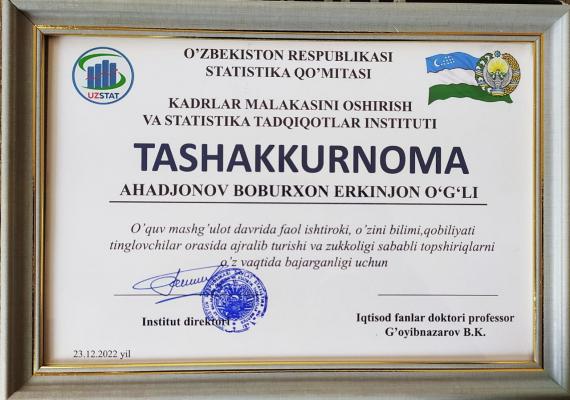 O'ZBEKISTON RESPUBLIKASI
STATISTIKA QO'MITASI
UZSTAT
KADRLAR MALAKASINI OSHIRISH
VA STATISTIKA TADQIQOTLAR INSTITUTI
TASHAKKURNOMA
AHADJONOV BOBURXON ERKINJON O‘G‘LI
O'quv mashg'ulot davrida faol ishtiroki, o'zini bilimi,qobiliyati
tinglovchilar orasida ajralib turishi va zukkoligi sababli topshiriqlarni
o'z vaqtida bajarganligi uchun
Institut direktori
Iqtisod fanlar doktori professor
G'oyibnazarov B.K.
23.12.2022 yil